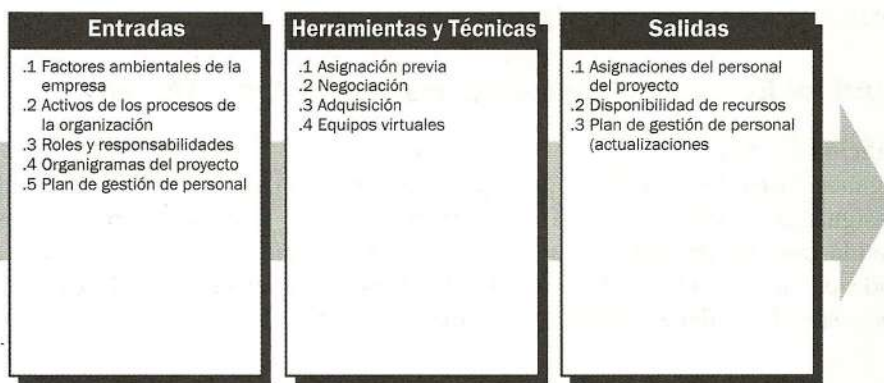 Entradas
.1 Factores ambientales de la
empresa
.2 Activos de los procesos de
la organización
.3 Roles y responsabilidades
.4 Organigramas del proyecto
.5 Plan de gestión de personal
Herramientas y Técnicas
.1 Asignación previa
.2 Negociación
.3 Adquisición
.4 Equipos virtuales
Salidas
.1 Asignaciones del personal
del proyecto
.2 Disponibilidad de recursos
.3 Plan de gestión de personal
(actualizaciones